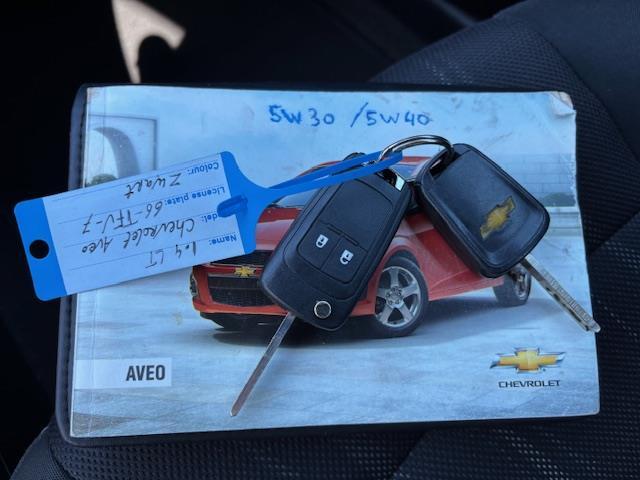 5W30 /5W40
Name: 1.4 LT
Model: Chevrolet Aveo
License plate: 66-TFV-7
Colour: Zwart
AVEO
CHEVROLET